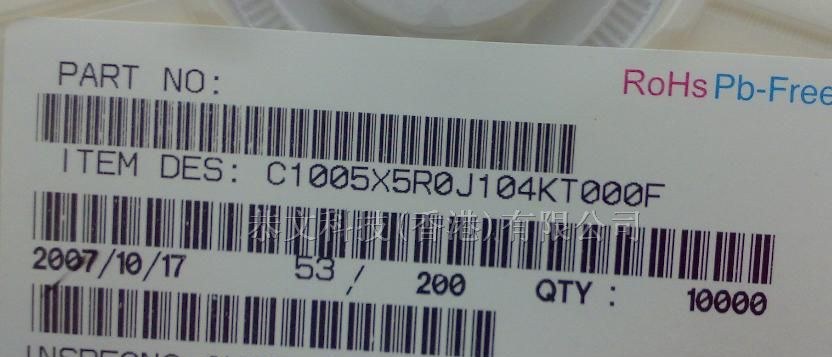 RoHs Pb-Free
PART NO:
ITEM DES: C1005X5R0J104KT000F
泰文科技(香港)有限公司
2007/10/17 53 / 200 QTY : 10000